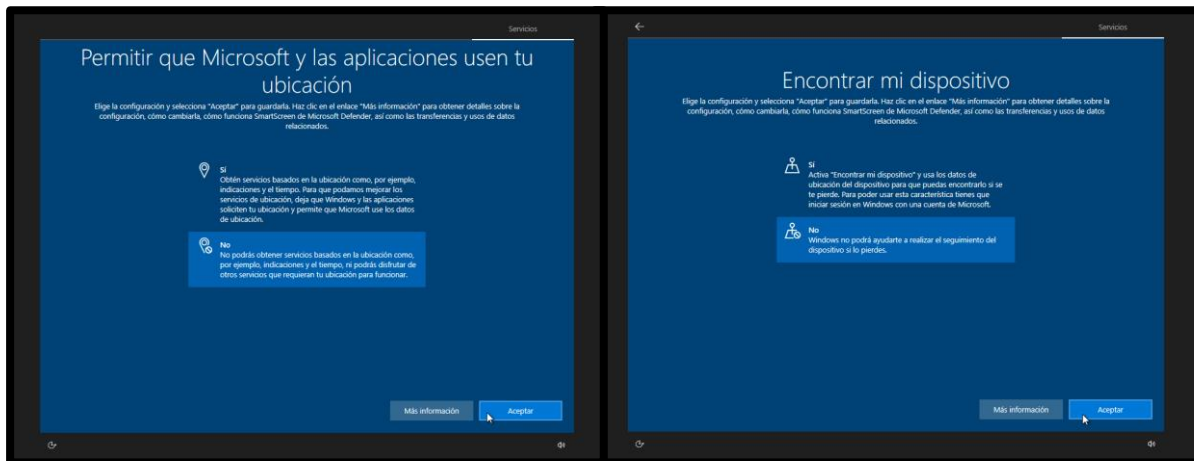 Servicios
Permitir que Microsoft y las aplicaciones usen tu
ubicación
Elige la configuración y selecciona "Aceptar" para guardarla. Haz clic en el enlace "Más información" para obtener detalles sobre la
configuración, cómo cambiarla, cómo funciona SmartScreen de Microsoft Defender, así como las transferencias y usos de datos
relacionados.
Sí
Obtén servicios basados en la ubicación como, por ejemplo,
indicaciones y el tiempo. Para que podamos mejorar los
servicios de ubicación, deja que Windows y las aplicaciones
soliciten tu ubicación y permite que Microsoft use los datos
de ubicación.
No
No podrás obtener servicios basados en la ubicación como,
por ejemplo, indicaciones y el tiempo, ni podrás disfrutar de
otros servicios que requieran tu ubicación para funcionar.
Más información
Aceptar
Servicios
Encontrar mi dispositivo
Elige la configuración y selecciona "Aceptar" para guardarla. Haz clic en el enlace "Más información" para obtener detalles sobre la
configuración, cómo cambiarla, cómo funciona SmartScreen de Microsoft Defender, así como las transferencias y usos de datos
relacionados.
Sí
Activa "Encontrar mi dispositivo" y usa los datos de
ubicación del dispositivo para que puedas encontrarlo si se
te pierde. Para poder usar esta característica tienes que
iniciar sesión en Windows con una cuenta de Microsoft.
No
Windows no podrá ayudarte a realizar el seguimiento del
dispositivo si lo pierdes.
Más información
Aceptar